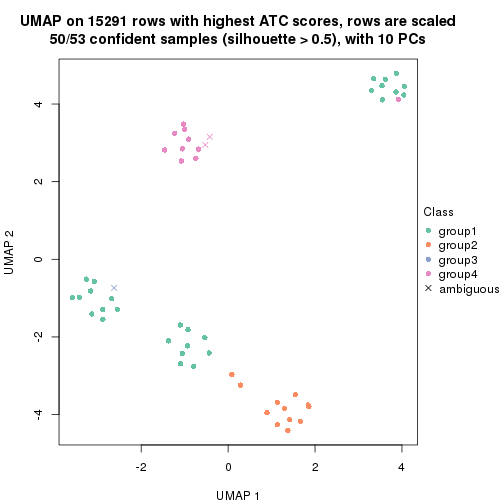 UMAP on 15291 rows with highest ATC scores, rows are scaled
50/53 confident samples (silhouette > 0.5), with 10 PCs
4
2
0
-2
-4
UMAP 2
-2
0
2
4
UMAP 1
Class
group1
group2
group3
group4
ambiguous